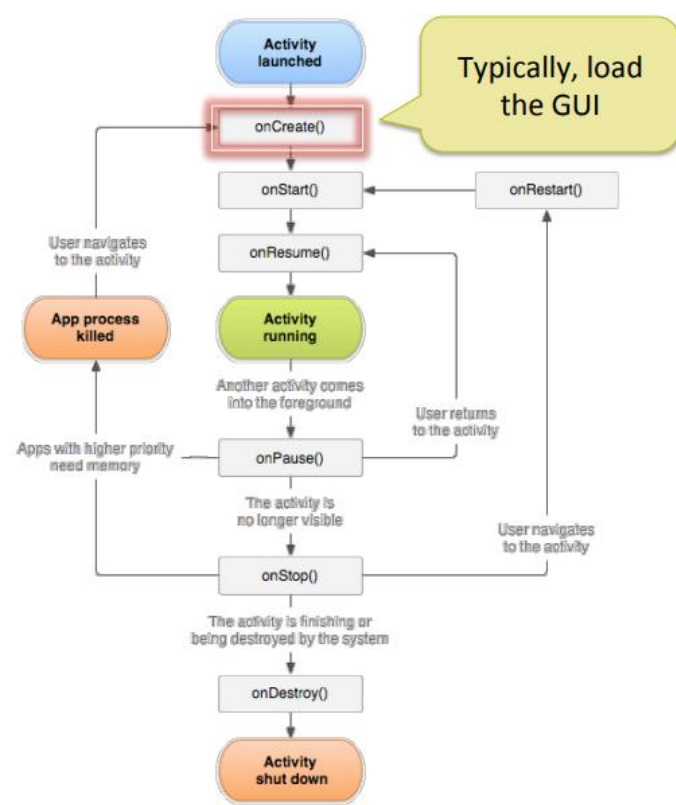 Activity
launched
Typically, load
the GUI
onCreate()
onStart()
onRestart()
User navigates
to the activity
onResume()
App process
killed
Activity
running
Another activity comes
into the foreground
User returns
to the activity
Apps with higher priority
need memory
onPause()
The activity is
no longer visible
User navigates
to the activity
onStop()
The activity is finishing or
being destroyed by the system
onDestroy()
Activity
shut down